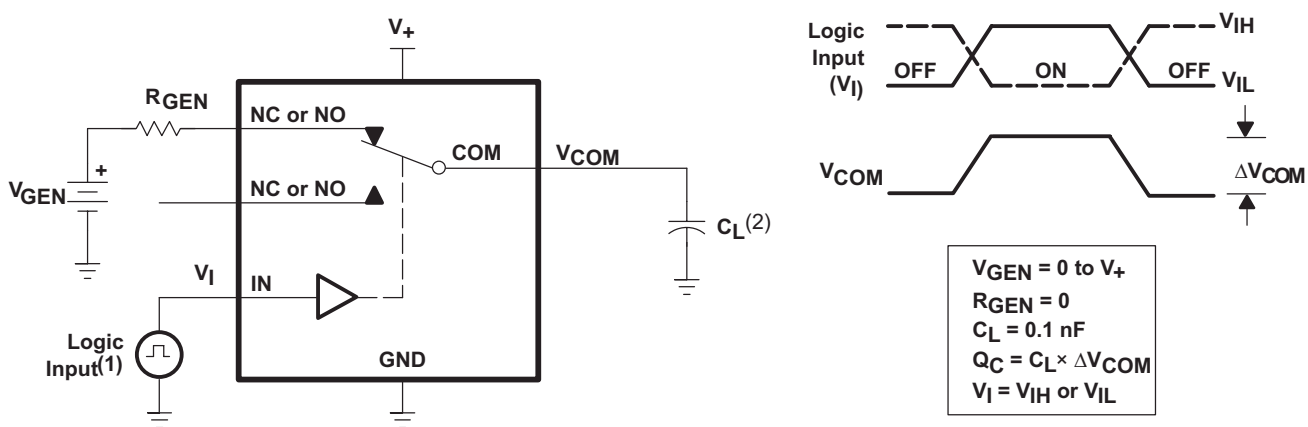 V+
RGEN
NC or NO
COM
VCOM
+
VGEN
NC or NO
CL(2)
VI
IN
Logic
Input(1)
GND
Logic
Input
(VI)
VIH
OFF
ON
OFF
VIL
VCOM
ΔVCOM
VGEN = 0 to V+
RGEN = 0
CL = 0.1 nF
QC = CL× ΔVCOM
VI = VIH or VIL